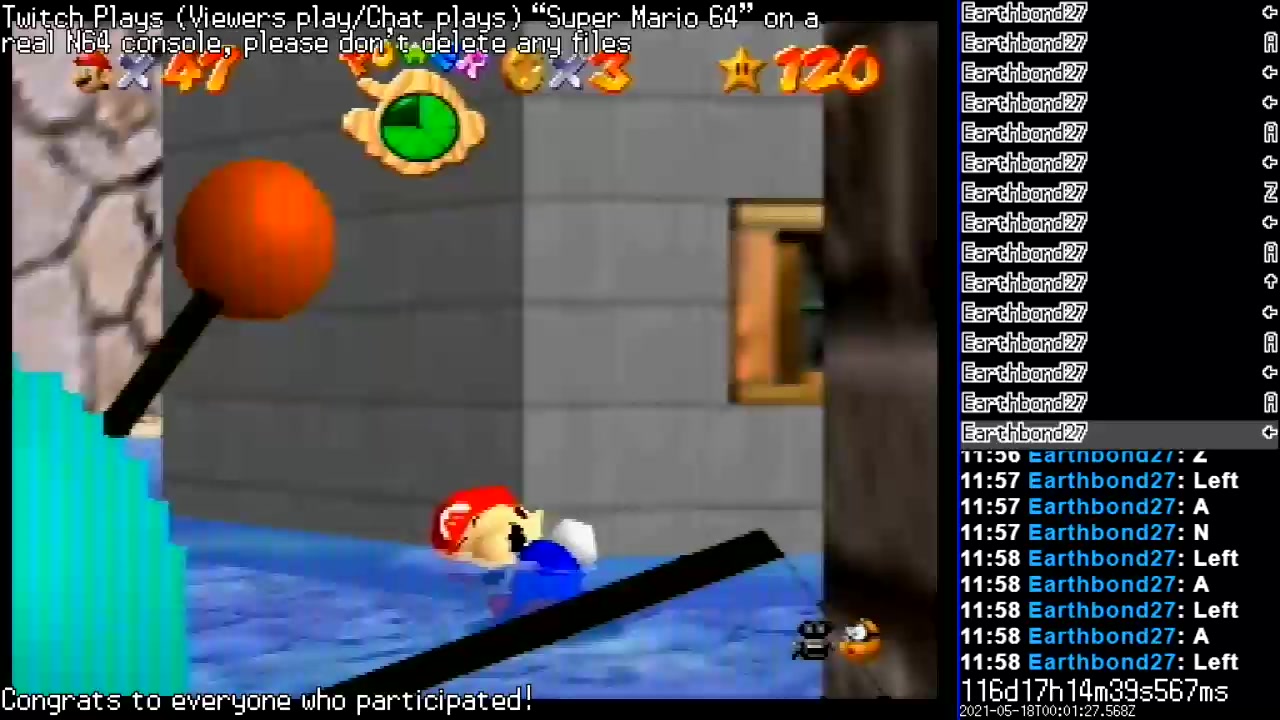 Twitch Plays (Viewers play/Chat plays) “Super Mario 64” on a
real N64 console, please don't delete any files
×47
POWER
×3
120
Congrats to everyone who participated!
Earthbond27 ←
Earthbond27 A
Earthbond27 ←
Earthbond27 ←
Earthbond27 A
Earthbond27 ←
Earthbond27 Z
Earthbond27 ←
Earthbond27 A
Earthbond27 ↑
Earthbond27 ←
Earthbond27 A
Earthbond27 ←
Earthbond27 A
Earthbond27 ←
11:56 Earthbond27: Z
11:57 Earthbond27: Left
11:57 Earthbond27: A
11:57 Earthbond27: N
11:58 Earthbond27: Left
11:58 Earthbond27: A
11:58 Earthbond27: Left
11:58 Earthbond27: A
11:58 Earthbond27: Left
116d17h14m39s567ms
2021-05-18T00:01:27.568Z